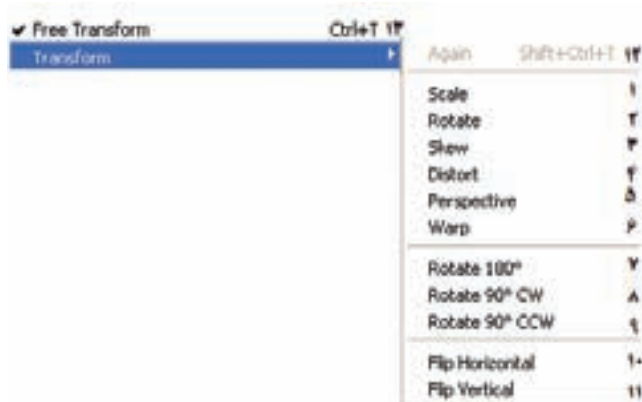 ✔ Free Transform Ctrl+T ۱۳
Transform
Again Shift+Ctrl+T ۱۲
Scale ۱
Rotate ۲
Skew ۳
Distort ۴
Perspective ۵
Warp ۶
Rotate 180° ۷
Rotate 90° CW ۸
Rotate 90° CCW ۹
Flip Horizontal ۱۰
Flip Vertical ۱۱